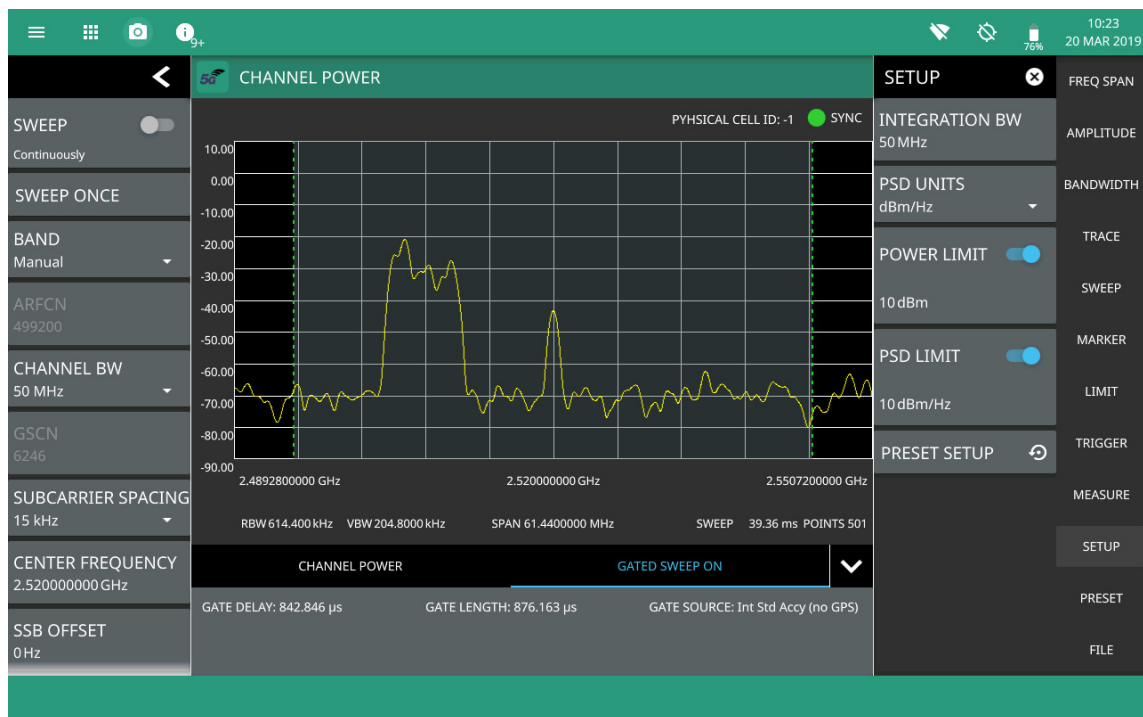 9+
76%
10:23
20 MAR 2019
SWEEP
Continuously
SWEEP ONCE
BAND
Manual
ARFCN
499200
CHANNEL BW
50 MHz
GSCN
6246
SUBCARRIER SPACING
15 kHz
CENTER FREQUENCY
2.520000000 GHz
SSB OFFSET
0 Hz
5G
CHANNEL POWER
PYHSICAL CELL ID: -1 SYNC
10.00
0.00
-10.00
-20.00
-30.00
-40.00
-50.00
-60.00
-70.00
-80.00
-90.00
2.4892800000 GHz 2.520000000 GHz 2.5507200000 GHz
RBW 614.400 kHz VBW 204.8000 kHz SPAN 61.4400000 MHz SWEEP 39.36 ms POINTS 501
CHANNEL POWER GATED SWEEP ON
GATE DELAY: 842.846 µs GATE LENGTH: 876.163 µs GATE SOURCE: Int Std Accy (no GPS)
SETUP
INTEGRATION BW
50 MHz
PSD UNITS
dBm/Hz
POWER LIMIT
10 dBm
PSD LIMIT
10 dBm/Hz
PRESET SETUP
FREQ SPAN
AMPLITUDE
BANDWIDTH
TRACE
SWEEP
MARKER
LIMIT
TRIGGER
MEASURE
SETUP
PRESET
FILE